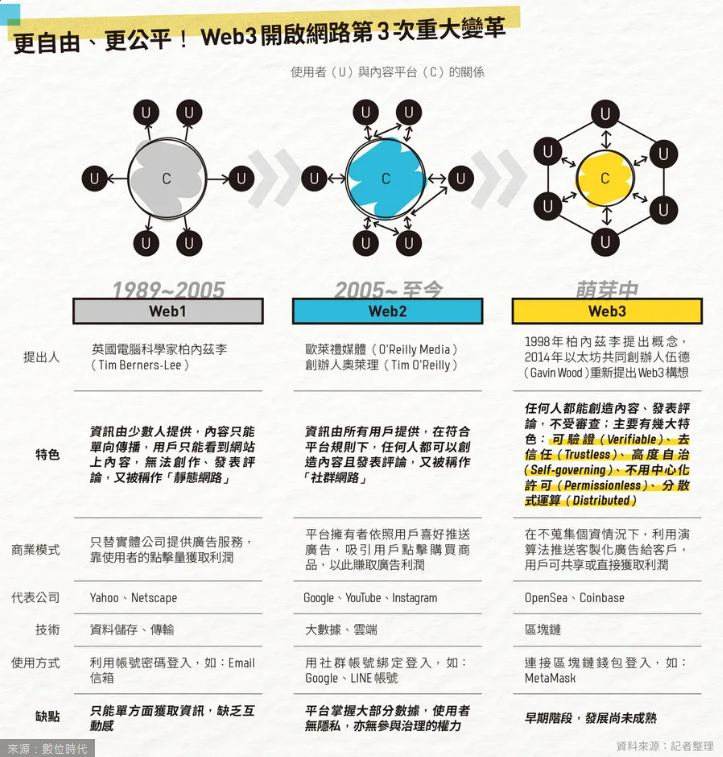 更自由、更公平！Web3開啟網路第3次重大變革
使用者（U）與內容平台（C）的關係
U U
U C U
U U
U U
U C U
U U
U
U U
C
U U
U
1989~2005
2005~至今
萌芽中
Web1
Web2
Web3
提出人
英國電腦科學家柏內茲李
（Tim Berners-Lee）
歐萊禮媒體（O'Reilly Media）
創辦人奧萊理（Tim O'Reilly）
1998年柏內茲李提出概念，
2014年以太坊共同創辦人伍德
（Gavin Wood）重新提出Web3構想
特色
資訊由少數人提供，內容只能
單向傳播，用戶只能看到網站
上內容，無法創作、發表評
論，又被稱作「靜態網路」
資訊由所有用戶提供，在符合
平台規則下，任何人都可以創
造內容且發表評論，又被稱作
「社群網路」
任何人都能創造內容、發表評
論，不受審查；主要有幾大特
色：可驗證（Verifiable）、去
信任（Trustless）、高度自治
（Self-governing）、不用中心化
許可（Permissionless）、分散
式運算（Distributed）
商業模式
只替實體公司提供廣告服務，
靠使用者的點擊量獲取利潤
平台擁有者依照用戶喜好推送
廣告，吸引用戶點擊購買商
品，以此賺取廣告利潤
在不蒐集個資情況下，利用演
算法推送客製化廣告給客戶，
用戶可共享或直接獲取利潤
代表公司
Yahoo、Netscape
Google、YouTube、Instagram
OpenSea、Coinbase
技術
資料儲存、傳輸
大數據、雲端
區塊鏈
使用方式
利用帳號密碼登入，如：Email
信箱
用社群帳號綁定登入，如：
Google、LINE帳號
連接區塊鏈錢包登入，如：
MetaMask
缺點
只能單方面獲取資訊，缺乏互
動感
平台掌握大部分數據，使用者
無隱私，亦無參與治理的權力
早期階段，發展尚未成熟
來源：數位時代
資料來源：記者整理